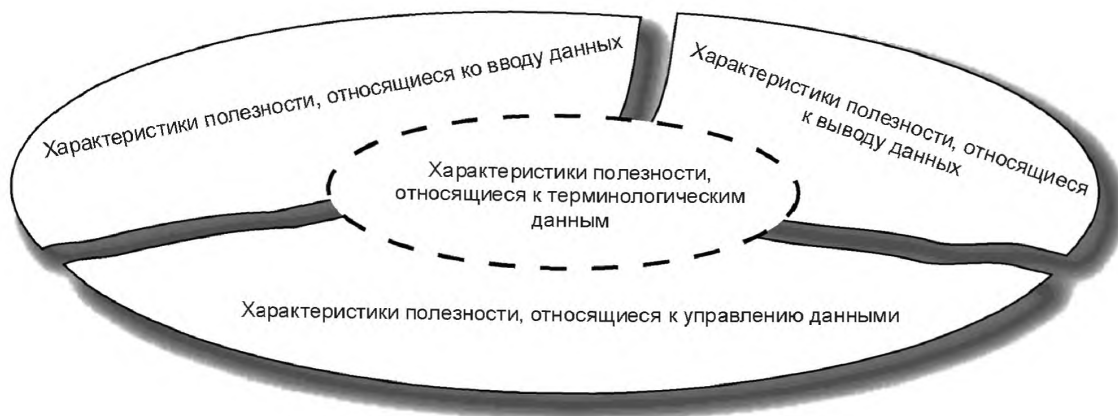 Характеристики полезности, относящиеся ко вводу данных
Характеристики полезности, относящиеся
к выводу данных
Характеристики полезности,
относящиеся к терминологическим
данным
Характеристики полезности, относящиеся к управлению данными